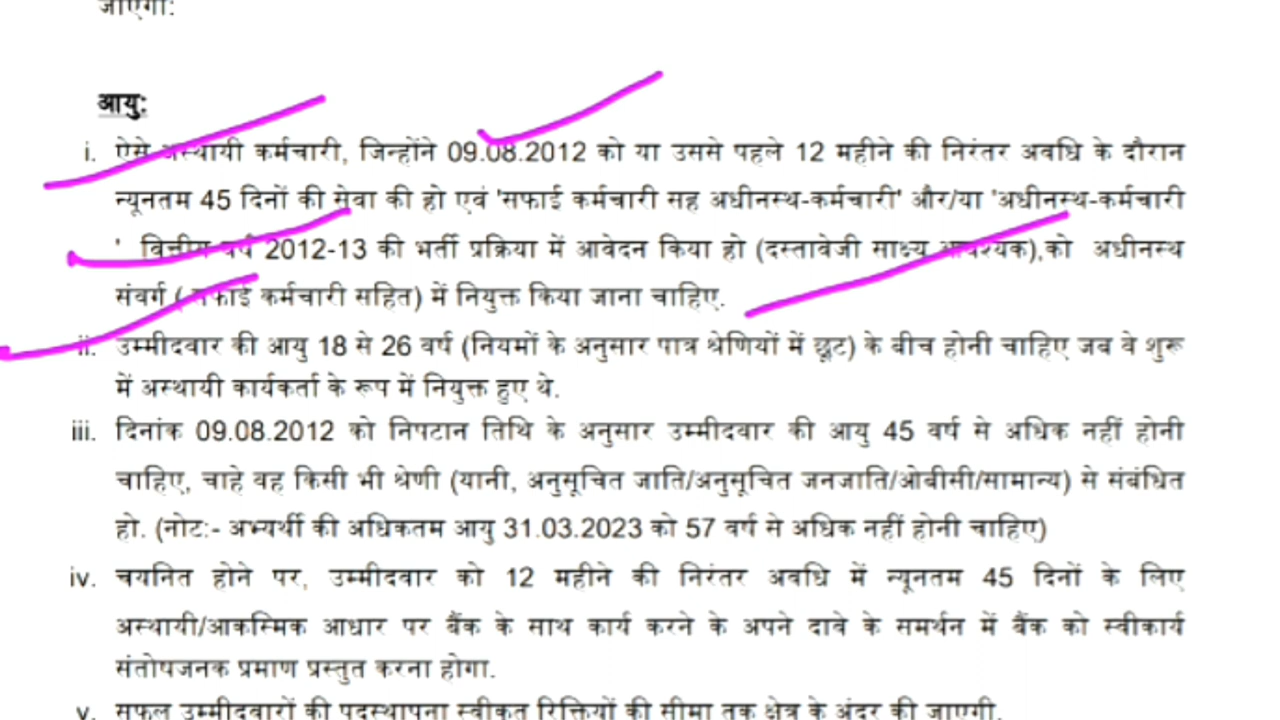 जाएगा:
आयु:
i. ऐसे अस्थायी कर्मचारी, जिन्होंने 09.08.2012 को या उससे पहले 12 महीने की निरंतर अवधि के दौरान
न्यूनतम 45 दिनों की सेवा की हो एवं 'सफाई कर्मचारी सह अधीनस्थ-कर्मचारी' और/या 'अधीनस्थ-कर्मचारी
' वित्तीय वर्ष 2012-13 की भर्ती प्रक्रिया में आवेदन किया हो (दस्तावेजी साक्ष्य आवश्यक),को अधीनस्थ
संवर्ग ( सफाई कर्मचारी सहित) में नियुक्त किया जाना चाहिए.
ii. उम्मीदवार की आयु 18 से 26 वर्ष (नियमों के अनुसार पात्र श्रेणियों में छूट) के बीच होनी चाहिए जब वे शुरू
में अस्थायी कार्यकर्ता के रूप में नियुक्त हुए थे.
iii. दिनांक 09.08.2012 को निपटान तिथि के अनुसार उम्मीदवार की आयु 45 वर्ष से अधिक नहीं होनी
चाहिए, चाहे वह किसी भी श्रेणी (यानी, अनुसूचित जाति/अनुसूचित जनजाति/ओबीसी/सामान्य) से संबंधित
हो. (नोट:- अभ्यर्थी की अधिकतम आयु 31.03.2023 को 57 वर्ष से अधिक नहीं होनी चाहिए)
iv. चयनित होने पर, उम्मीदवार को 12 महीने की निरंतर अवधि में न्यूनतम 45 दिनों के लिए
अस्थायी/आकस्मिक आधार पर बैंक के साथ कार्य करने के अपने दावे के समर्थन में बैंक को स्वीकार्य
संतोषजनक प्रमाण प्रस्तुत करना होगा.
v. सफल उम्मीदवारों की पदस्थापना स्वीकृत रिक्तियों की सीमा तक क्षेत्र के अंदर की जाएगी.